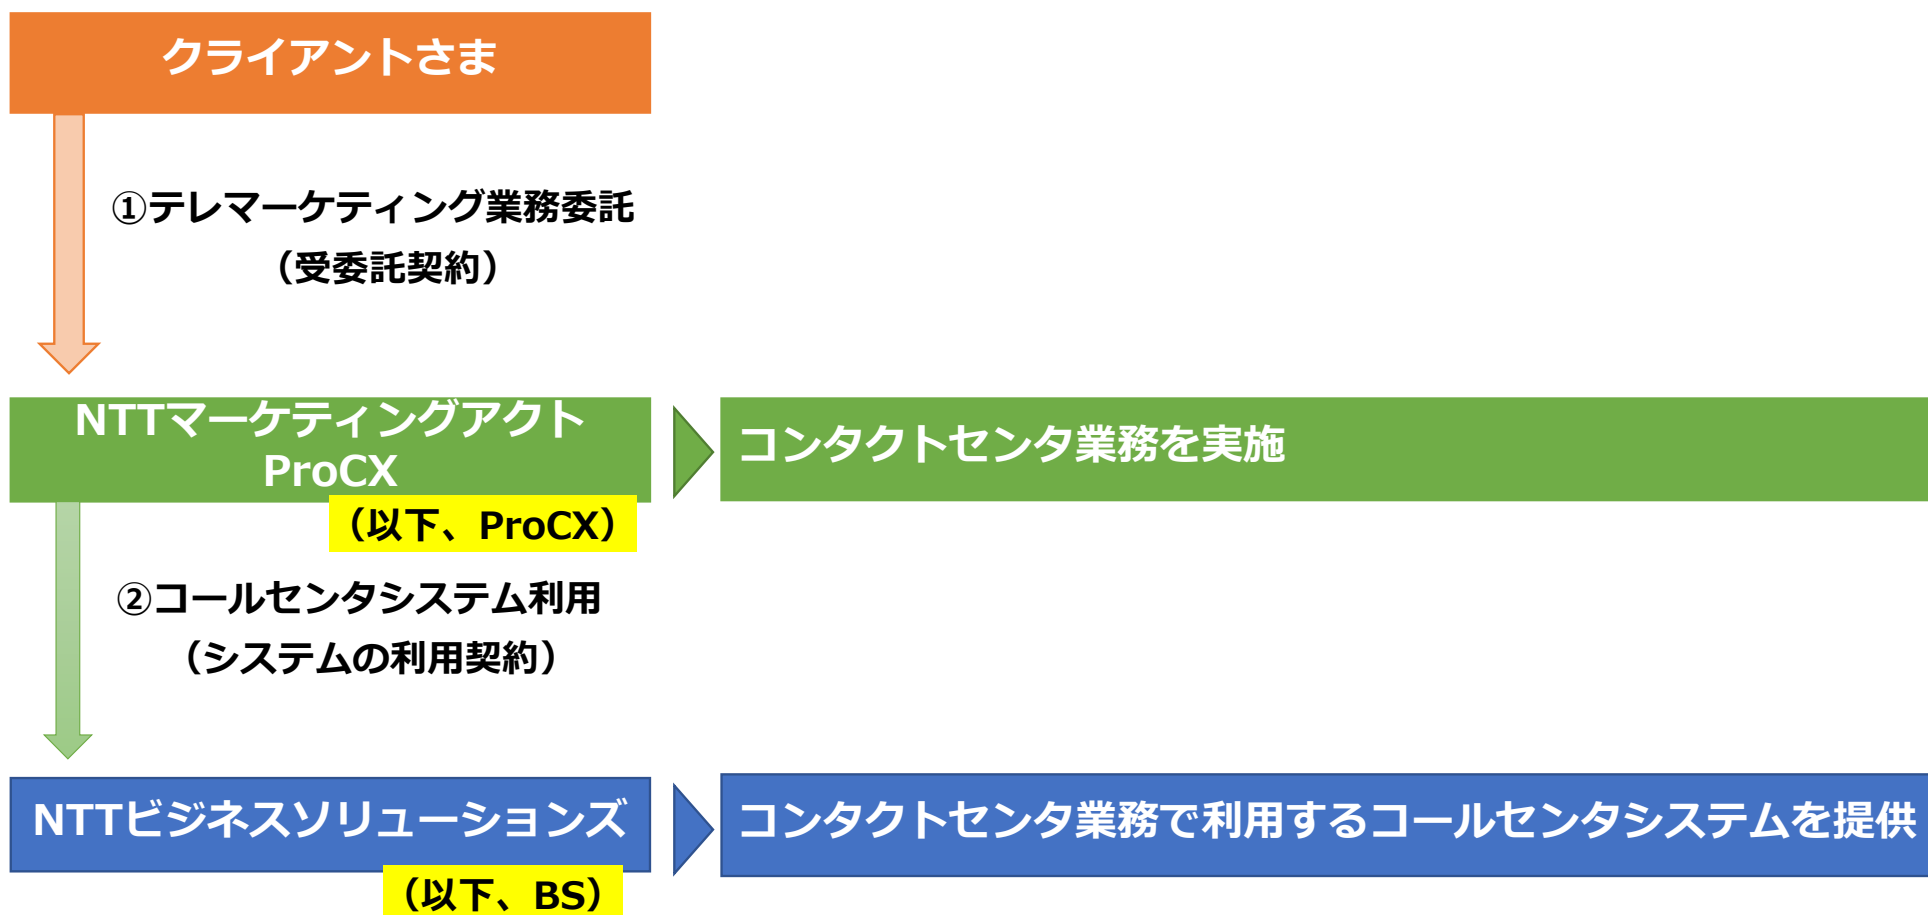 クライアントさま
①テレマーケティング業務委託
（受委託契約）
NTTマーケティングアクト
ProCX
コンタクトセンタ業務を実施
（以下、ProCX）
②コールセンタシステム利用
（システムの利用契約）
NTTビジネスソリューションズ
コンタクトセンタ業務で利用するコールセンタシステムを提供
（以下、BS）